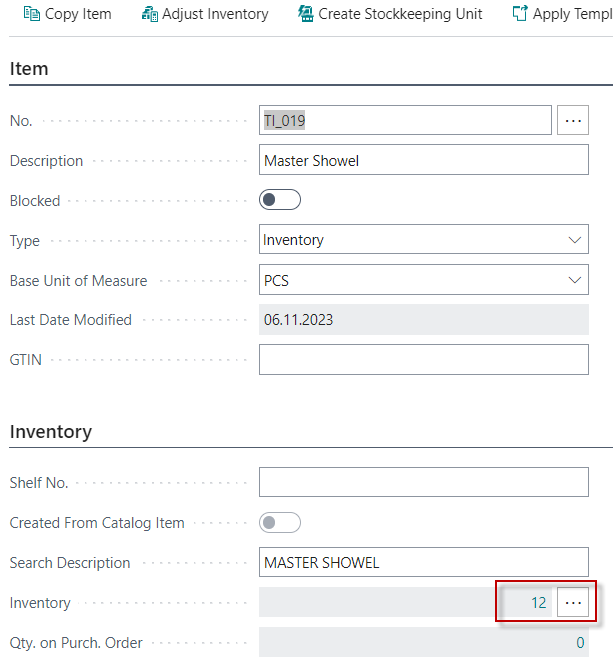 Copy Item Adjust Inventory Create Stockkeeping Unit Apply Templ
Item
No. TI_019 ...
Description Master Showel
Blocked
Type Inventory
Base Unit of Measure PCS
Last Date Modified 06.11.2023
GTIN
Inventory
Shelf No.
Created From Catalog Item
Search Description MASTER SHOWEL
Inventory 12 ...
Qty. on Purch. Order 0